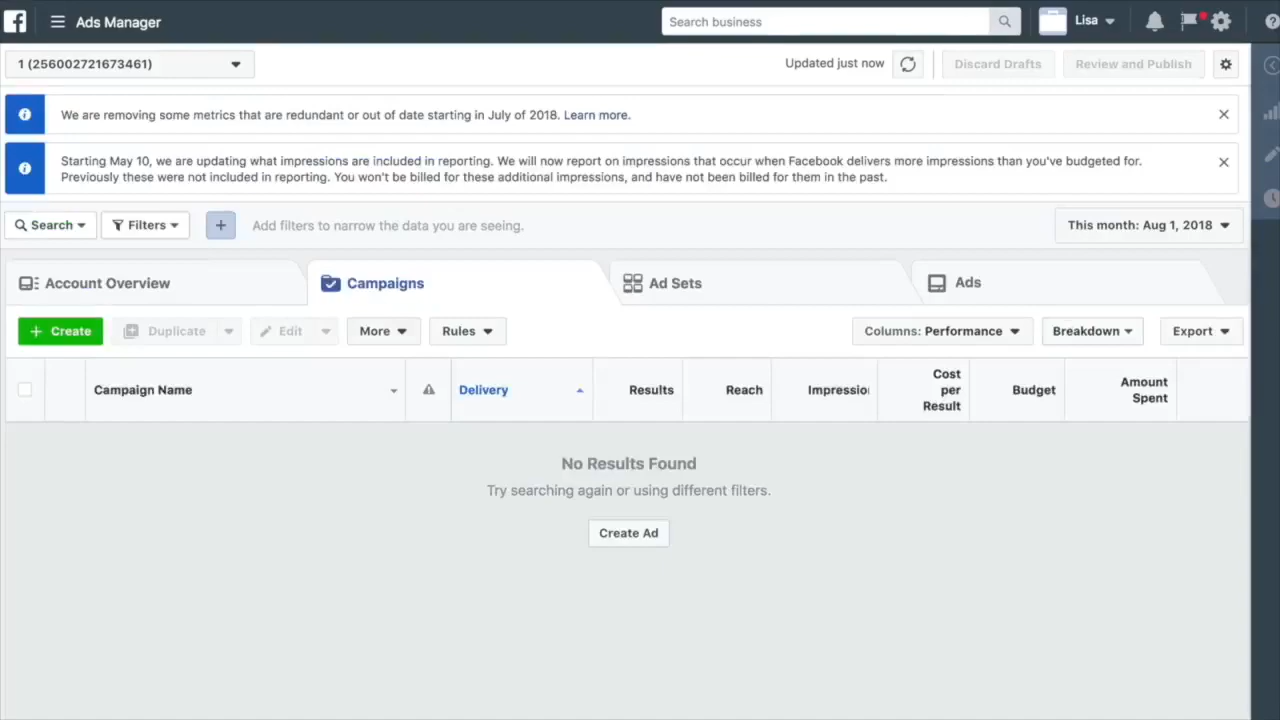 f
Ads Manager
Search business
Lisa
?
1 (256002721673461)
Updated just now
Discard Drafts
Review and Publish
We are removing some metrics that are redundant or out of date starting in July of 2018. Learn more.
Starting May 10, we are updating what impressions are included in reporting. We will now report on impressions that occur when Facebook delivers more impressions than you've budgeted for.
Previously these were not included in reporting. You won't be billed for these additional impressions, and have not been billed for them in the past.
Search
Filters
+
Add filters to narrow the data you are seeing.
This month: Aug 1, 2018
Account Overview
Campaigns
Ad Sets
Ads
+ Create
Duplicate
Edit
More
Rules
Columns: Performance
Breakdown
Export
Campaign Name
Delivery
Results
Reach
Impressio
Cost
per
Result
Budget
Amount
Spent
No Results Found
Try searching again or using different filters.
Create Ad